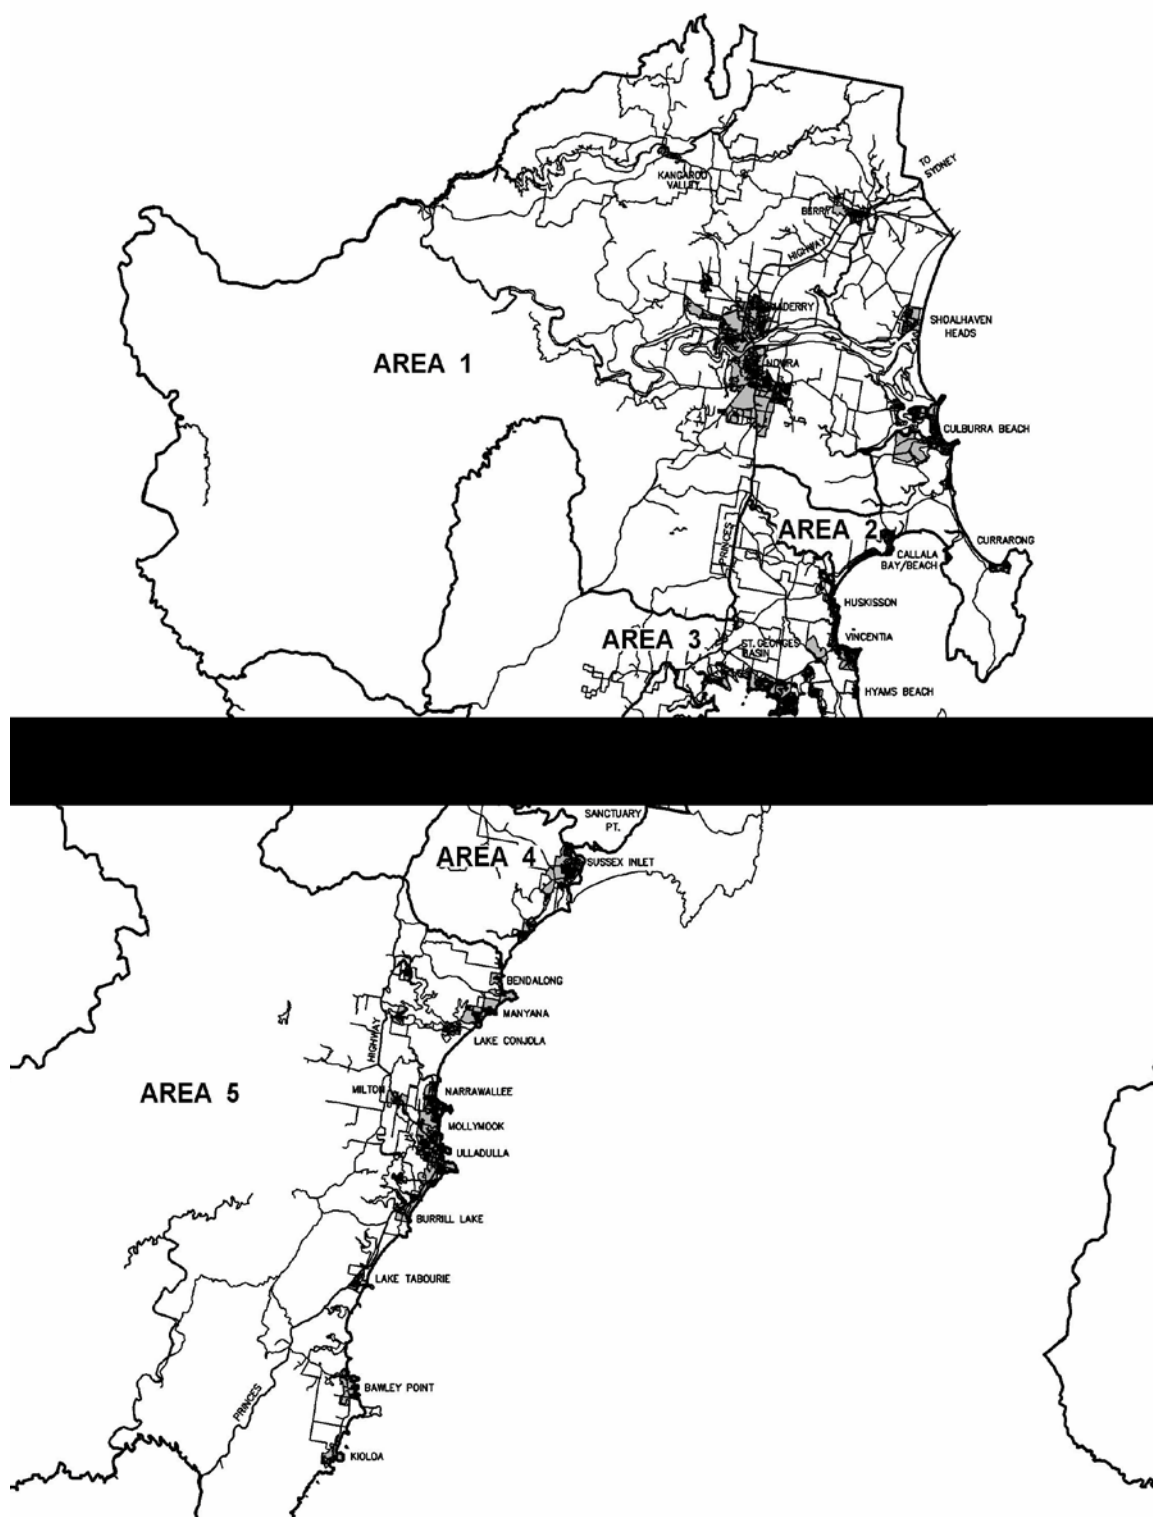 TO
SYDNEY
KANGAROO
VALLEY
BERRY
HIGHWAY
SHOALHAVEN
HEADS
AREA 1
NOWRA
CULBURRA BEACH
PRINCES
AREA 2
CURRARONG
CALLALA
BAY/BEACH
HUSKISSON
AREA 3
ST. GEORGES
BASIN
VINCENTIA
HYAMS BEACH
SANCTUARY
PT.
AREA 4
SUSSEX INLET
BENDALONG
MANYANA
HIGHWAY
LAKE CONJOLA
AREA 5
MILTON
NARRAWALLEE
MOLLYMOOK
ULLADULLA
BURRILL LAKE
LAKE TABOURIE
PRINCES
BAWLEY POINT
KIOLOA